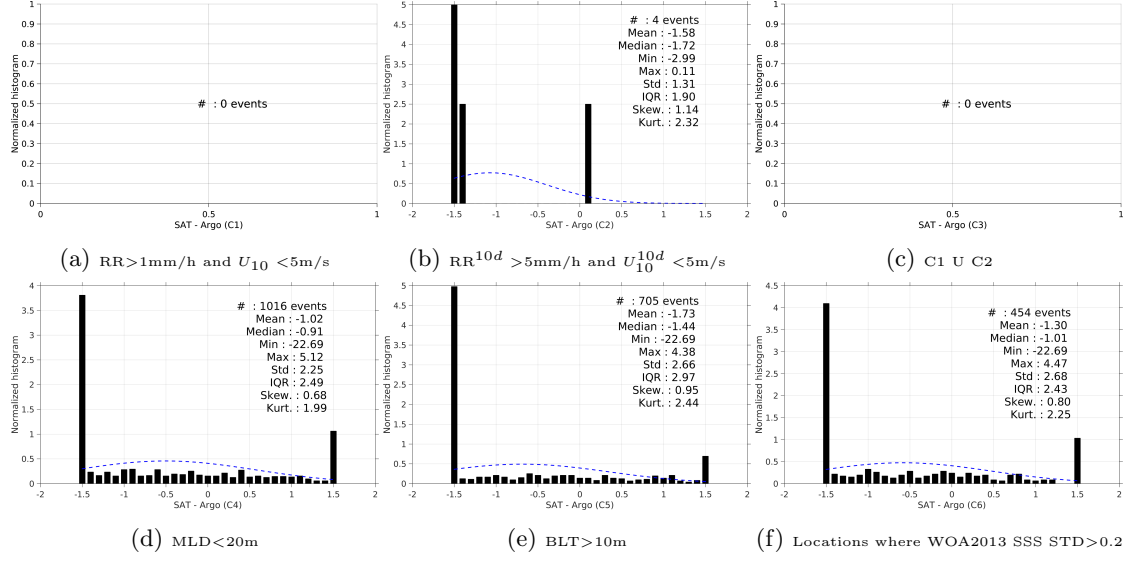 1
0.9
0.8
0.7
0.6
0.5
0.4
0.3
0.2
0.1
0
0
0.5
1
Normalized histogram
# : 0 events
SAT - Argo (C1)
(a) RR>1mm/h and U10 <5m/s
5
4.5
4
3.5
3
2.5
2
1.5
1
0.5
0
-2
-1.5
-1
-0.5
0
0.5
1
1.5
2
Normalized histogram
# : 4 events
Mean : -1.58
Median : -1.72
Min : -2.99
Max : 0.11
Std : 1.31
IQR : 1.90
Skew. : 1.14
Kurt. : 2.32
SAT - Argo (C2)
(b) RR10d >5mm/h and U10 10d <5m/s
1
0.9
0.8
0.7
0.6
0.5
0.4
0.3
0.2
0.1
0
0
0.5
1
Normalized histogram
# : 0 events
SAT - Argo (C3)
(c) C1 U C2
4
3.5
3
2.5
2
1.5
1
0.5
0
-2
-1.5
-1
-0.5
0
0.5
1
1.5
2
Normalized histogram
# : 1016 events
Mean : -1.02
Median : -0.91
Min : -22.69
Max : 5.12
Std : 2.25
IQR : 2.49
Skew. : 0.68
Kurt. : 1.99
SAT - Argo (C4)
(d) MLD<20m
5
4.5
4
3.5
3
2.5
2
1.5
1
0.5
0
-2
-1.5
-1
-0.5
0
0.5
1
1.5
2
Normalized histogram
# : 705 events
Mean : -1.73
Median : -1.44
Min : -22.69
Max : 4.38
Std : 2.66
IQR : 2.97
Skew. : 0.95
Kurt. : 2.44
SAT - Argo (C5)
(e) BLT>10m
4.5
4
3.5
3
2.5
2
1.5
1
0.5
0
-2
-1.5
-1
-0.5
0
0.5
1
1.5
2
Normalized histogram
# : 454 events
Mean : -1.30
Median : -1.01
Min : -22.69
Max : 4.47
Std : 2.68
IQR : 2.43
Skew. : 0.80
Kurt. : 2.25
SAT - Argo (C6)
(f) Locations where WOA2013 SSS STD>0.2